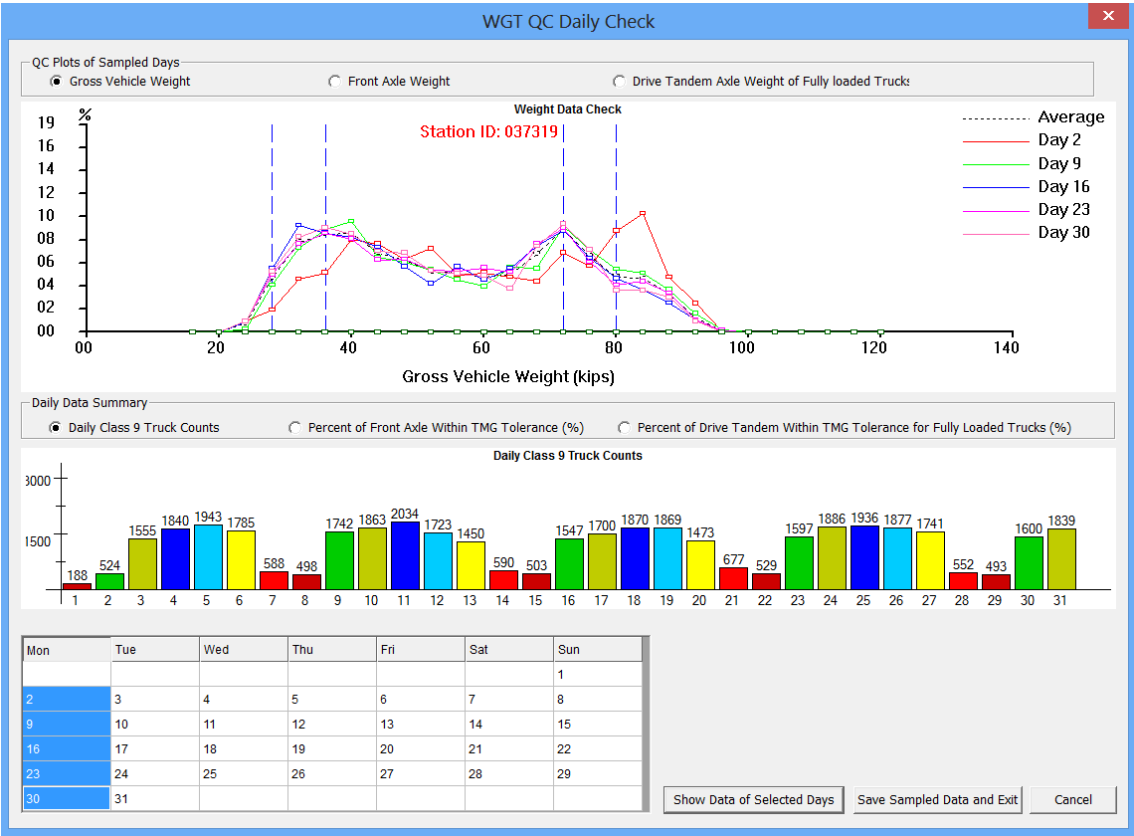 WGT QC Daily Check
QC Plots of Sampled Days
Gross Vehicle Weight Front Axle Weight Drive Tandem Axle Weight of Fully loaded Trucks
Weight Data Check
Station ID: 037319
%
19
16
14
12
10
08
06
04
02
00
00 20 40 60 80 100 120 140
Gross Vehicle Weight (kips)
Average
Day 2
Day 9
Day 16
Day 23
Day 30
Daily Data Summary
Daily Class 9 Truck Counts Percent of Front Axle Within TMG Tolerance (%) Percent of Drive Tandem Within TMG Tolerance for Fully Loaded Trucks (%)
Daily Class 9 Truck Counts
3000
1500
188 524 1555 1840 1943 1785 588 498 1742 1863 2034 1723 1450 590 503 1547 1700 1870 1869 1473 677 529 1597 1886 1936 1877 1741 552 493 1600 1839
1 2 3 4 5 6 7 8 9 10 11 12 13 14 15 16 17 18 19 20 21 22 23 24 25 26 27 28 29 30 31
Mon Tue Wed Thu Fri Sat Sun
1
2 3 4 5 6 7 8
9 10 11 12 13 14 15
16 17 18 19 20 21 22
23 24 25 26 27 28 29
30 31
Show Data of Selected Days Save Sampled Data and Exit Cancel